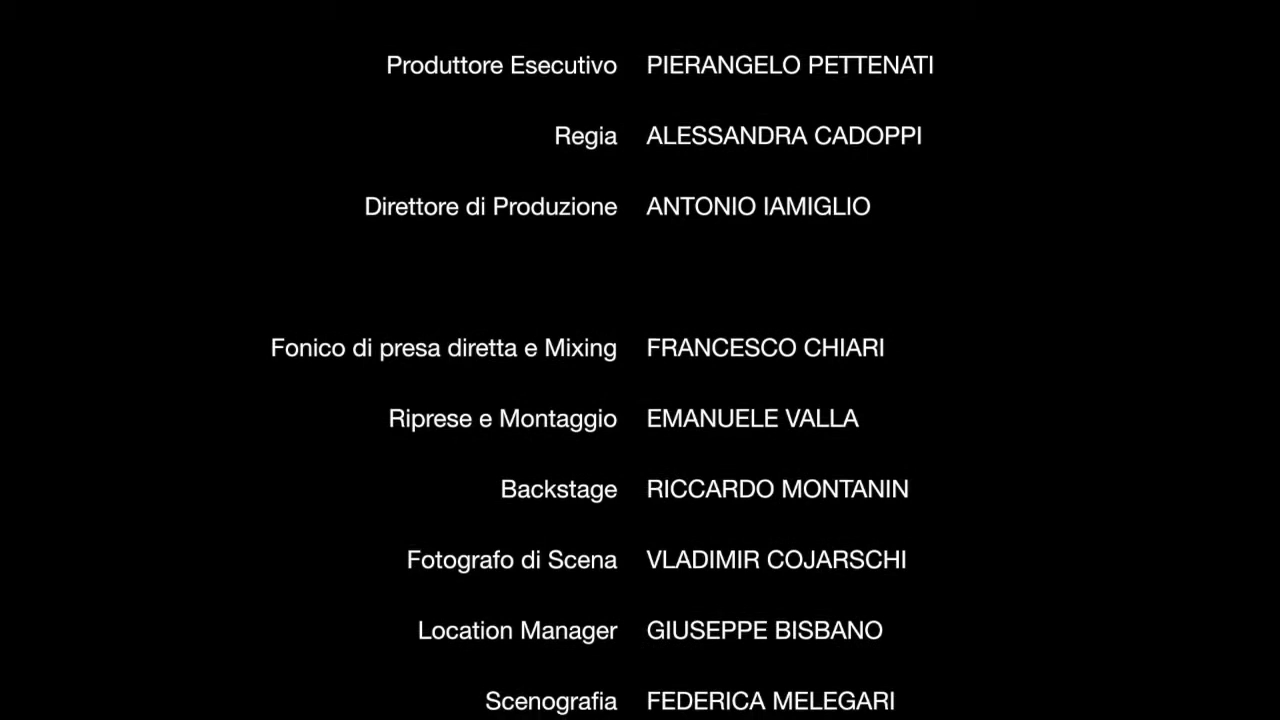 Produttore Esecutivo PIERANGELO PETTENATI
Regia ALESSANDRA CADOPPI
Direttore di Produzione ANTONIO IAMIGLIO
Fonico di presa diretta e Mixing FRANCESCO CHIARI
Riprese e Montaggio EMANUELE VALLA
Backstage RICCARDO MONTANIN
Fotografo di Scena VLADIMIR COJARSCHI
Location Manager GIUSEPPE BISBANO
Scenografia FEDERICA MELEGARI